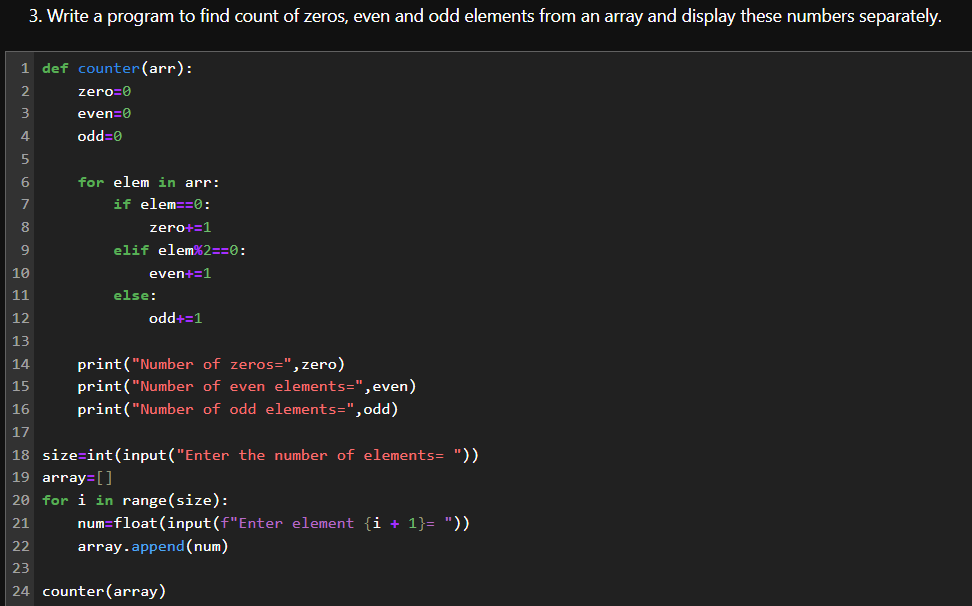 3. Write a program to find count of zeros, even and odd elements from an array and display these numbers separately.
1 def counter(arr):
2     zero=0
3     even=0
4     odd=0
5
6     for elem in arr:
7         if elem==0:
8             zero+=1
9         elif elem%2==0:
10             even+=1
11         else:
12             odd+=1
13
14     print("Number of zeros=",zero)
15     print("Number of even elements=",even)
16     print("Number of odd elements=",odd)
17
18 size=int(input("Enter the number of elements= "))
19 array=[]
20 for i in range(size):
21     num=float(input(f"Enter element {i + 1}= "))
22     array.append(num)
23
24 counter(array)